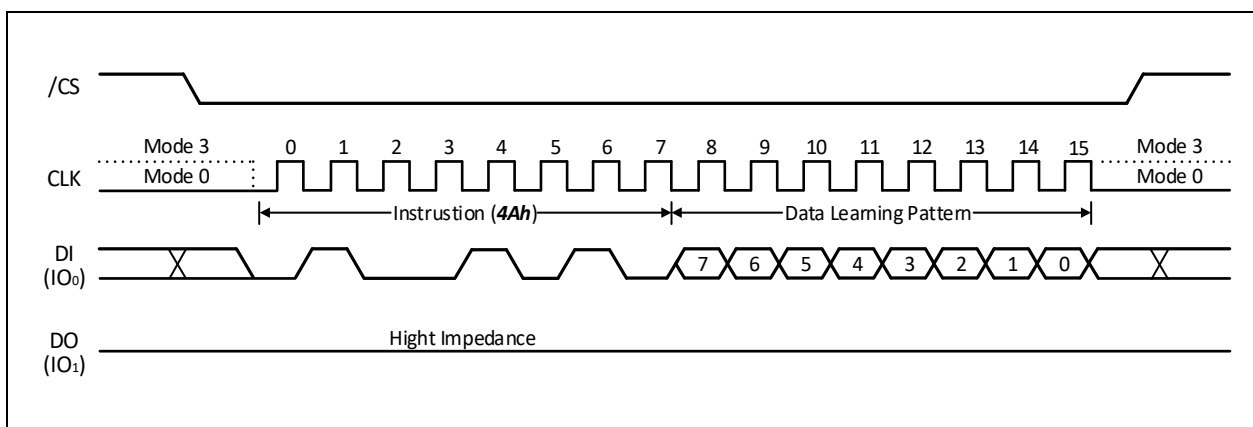 /CS
Mode 3 0 1 2 3 4 5 6 7 8 9 10 11 12 13 14 15 Mode 3
CLK Mode 0 Mode 0
Instrustion (4Ah) Data Learning Pattern
DI
(IO0) 7 6 5 4 3 2 1 0
Hight Impedance
DO
(IO1)